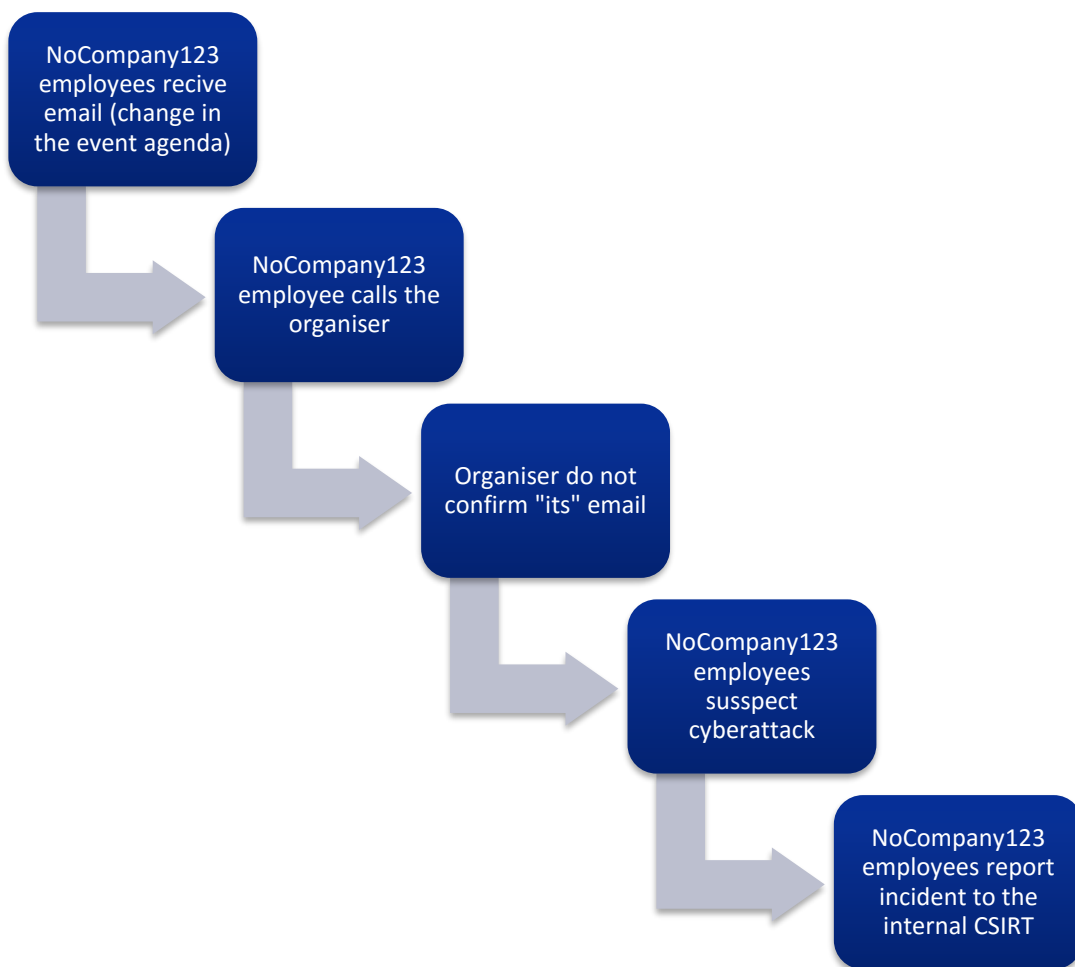 NoCompany123
employees recive
email (change in
the event agenda)
NoCompany123
employee calls the
organiser
Organiser do not
confirm "its" email
NoCompany123
employees
susspect
cyberattack
NoCompany123
employees report
incident to the
internal CSIRT